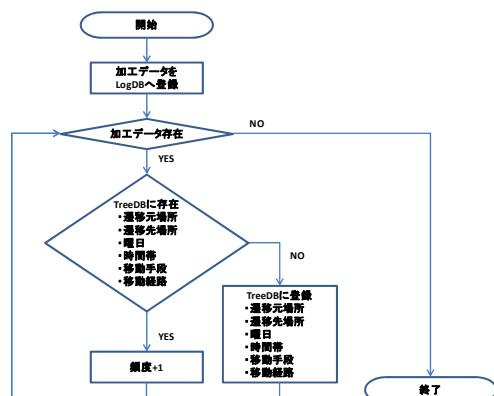 開始
加工データを
LogDBへ登録
加工データ存在
NO
YES
TreeDBに存在
・遷移元場所
・遷移先場所
・曜日
・時間帯
・移動手段
・移動経路
NO
TreeDBに登録
・遷移元場所
・遷移先場所
・曜日
・時間帯
・移動手段
・移動経路
YES
頻度+1
終了